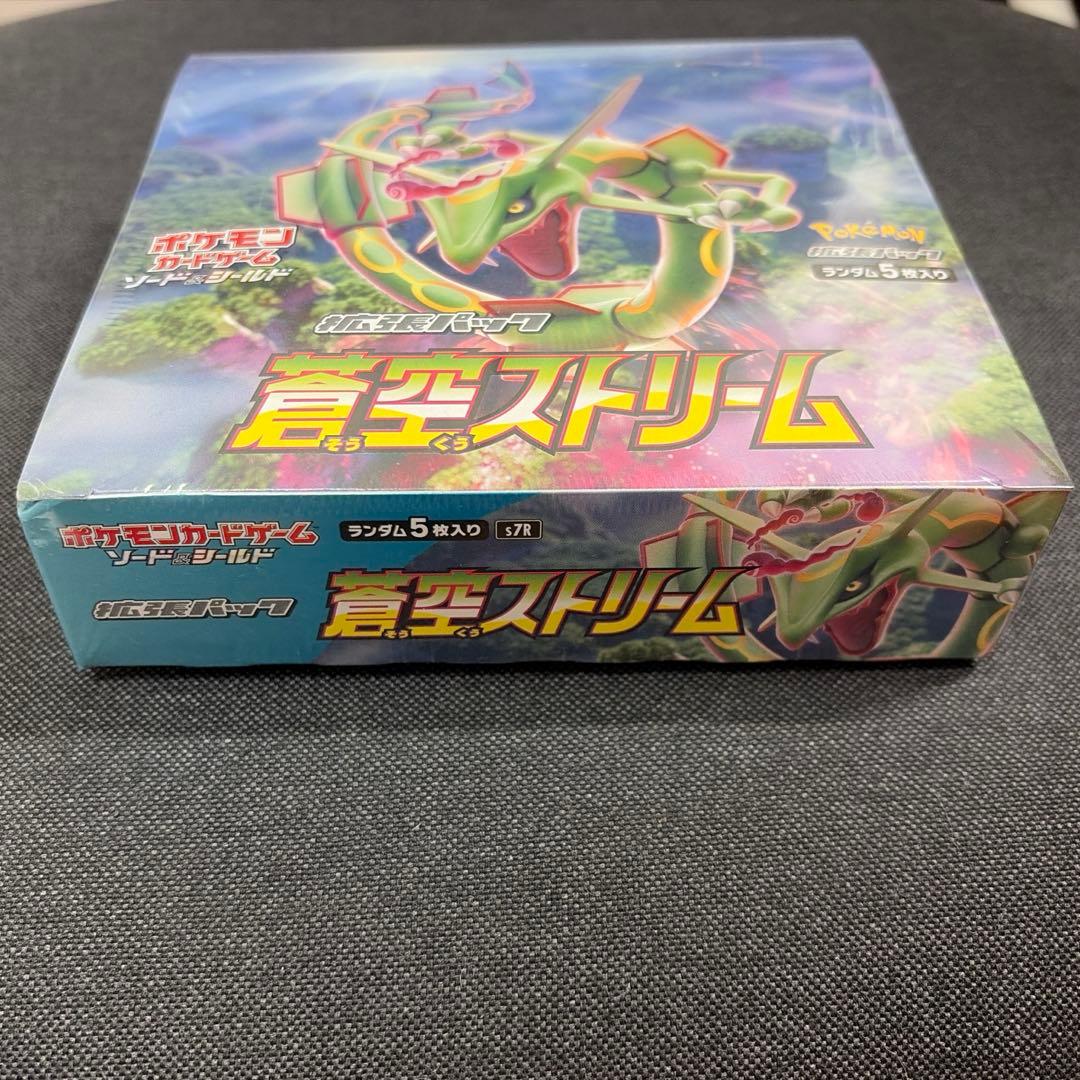 ポケモン
カードゲーム
ソード&シールド
POKéMON
拡張パック
ランダム5枚入り
拡張パック
蒼空ストリーム
そうくう
ポケモンカードゲーム
ソード&シールド
ランダム5枚入り s7R
拡張パック
蒼空ストリーム
そうくう